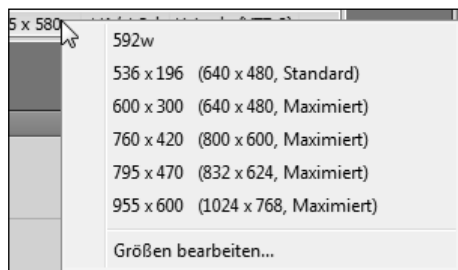 5 x 580
592w
536 x 196 (640 x 480, Standard)
600 x 300 (640 x 480, Maximiert)
760 x 420 (800 x 600, Maximiert)
795 x 470 (832 x 624, Maximiert)
955 x 600 (1024 x 768, Maximiert)
Größen bearbeiten...